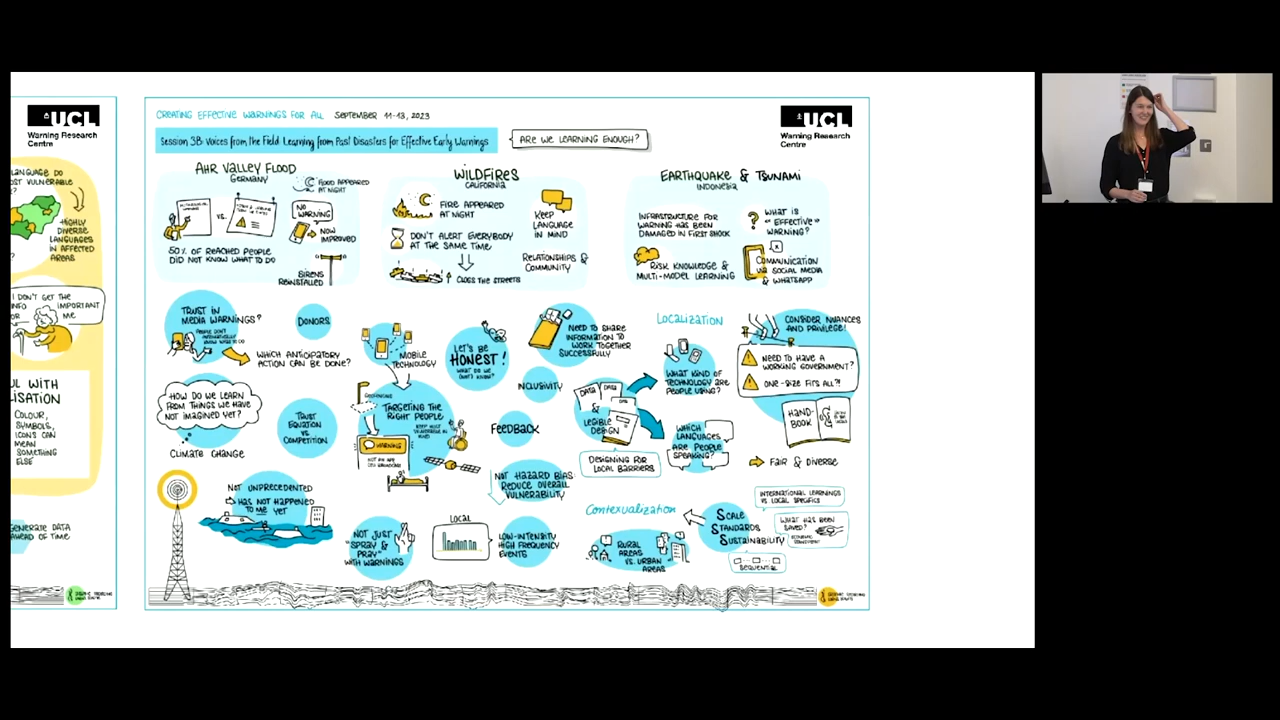 UCL
Warning Research
Centre
LANGUAGE DO
VULNERABLE
HIGHLY
DIVERSE
LANGUAGES
IN AFFECTED
AREAS
I DON'T GET THE
IMPORTANT
ME
WITH
COLOUR,
SYMBOLS,
ICONS CAN
MEAN
SOMETHING
ELSE
DATA
AHEAD OF TIME
CREATING EFFECTIVE WARNINGS FOR ALL SEPTEMBER 11-13, 2023
Session 3B: Voices from the Field: Learning from Past Disasters for Effective Early Warnings
ARE WE LEARNING ENOUGH?
UCL
Warning Research
Centre
AHR VALLEY FLOOD
GERMANY
FLOOD APPEARED
AT NIGHT
VS.
NO
WARNING
NOW
IMPROVED
50% OF REACHED PEOPLE
DID NOT KNOW WHAT TO DO
SIRENS
REINSTALLED
WILDFIRES
CALIFORNIA
FIRE APPEARED
AT NIGHT
KEEP
LANGUAGE
IN MIND
DON'T ALERT EVERYBODY
AT THE SAME TIME
CLOSE THE STREETS
RELATIONSHIPS &
COMMUNITY
EARTHQUAKE & TSUNAMI
INDONESIA
INFRASTRUCTURE FOR
WARNING HAS BEEN
DAMAGED IN FIRST SHOCK
?
WHAT IS
"EFFECTIVE"
WARNING?
RISK KNOWLEDGE &
MULTI-MODEL LEARNING
COMMUNICATION
VIA SOCIAL MEDIA
& WHATSAPP
TRUST IN
MEDIA WARNINGS?
DONORS
WHICH ANTICIPATORY
ACTION CAN BE DONE?
MOBILE
TECHNOLOGY
LET'S BE
HONEST!
WHAT DO WE
DON'T KNOW?
NEED TO SHARE
INFORMATION TO
WORK TOGETHER
SUCCESSFULLY
LOCALIZATION
CONSIDER NUANCES
AND PRIVILEGE!
NEED TO HAVE A
WORKING GOVERNMENT?
ONE-SIZE FITS ALL?!
WHAT KIND OF
TECHNOLOGY ARE
PEOPLE USING?
HOW DO WE LEARN
FROM THINGS WE HAVE
NOT IMAGINED YET?
CLIMATE CHANGE
TRUST
EQUATION
VS
COMPETITION
TARGETING THE
RIGHT PEOPLE
WARNING
INCLUSIVITY
FEEDBACK
DATA
DATA
&
LEGIBLE
DESIGN
DESIGNING FOR
LOCAL BARRIERS
WHICH
LANGUAGES
ARE PEOPLE
SPEAKING?
HAND-
BOOK
FAIR & DIVERSE
NOT UNPRECEDENTED
HAS NOT HAPPENED
TO ME YET
NOT HAZARD BIAS
REDUCE OVERALL
VULNERABILITY
NOT JUST
"SPRAY &
PRAY"
WITH WARNINGS
LOCAL
LOW-INTENSITY
HIGH FREQUENCY
EVENTS
Contexualization
RURAL
AREAS
VS. URBAN
AREAS
SCALE
STANDARDS
SUSTAINABILITY
INTERNATIONAL LEARNINGS
VS LOCAL SPECIFICS
WHAT HAS BEEN
SAVED?
SEQUENTIAL